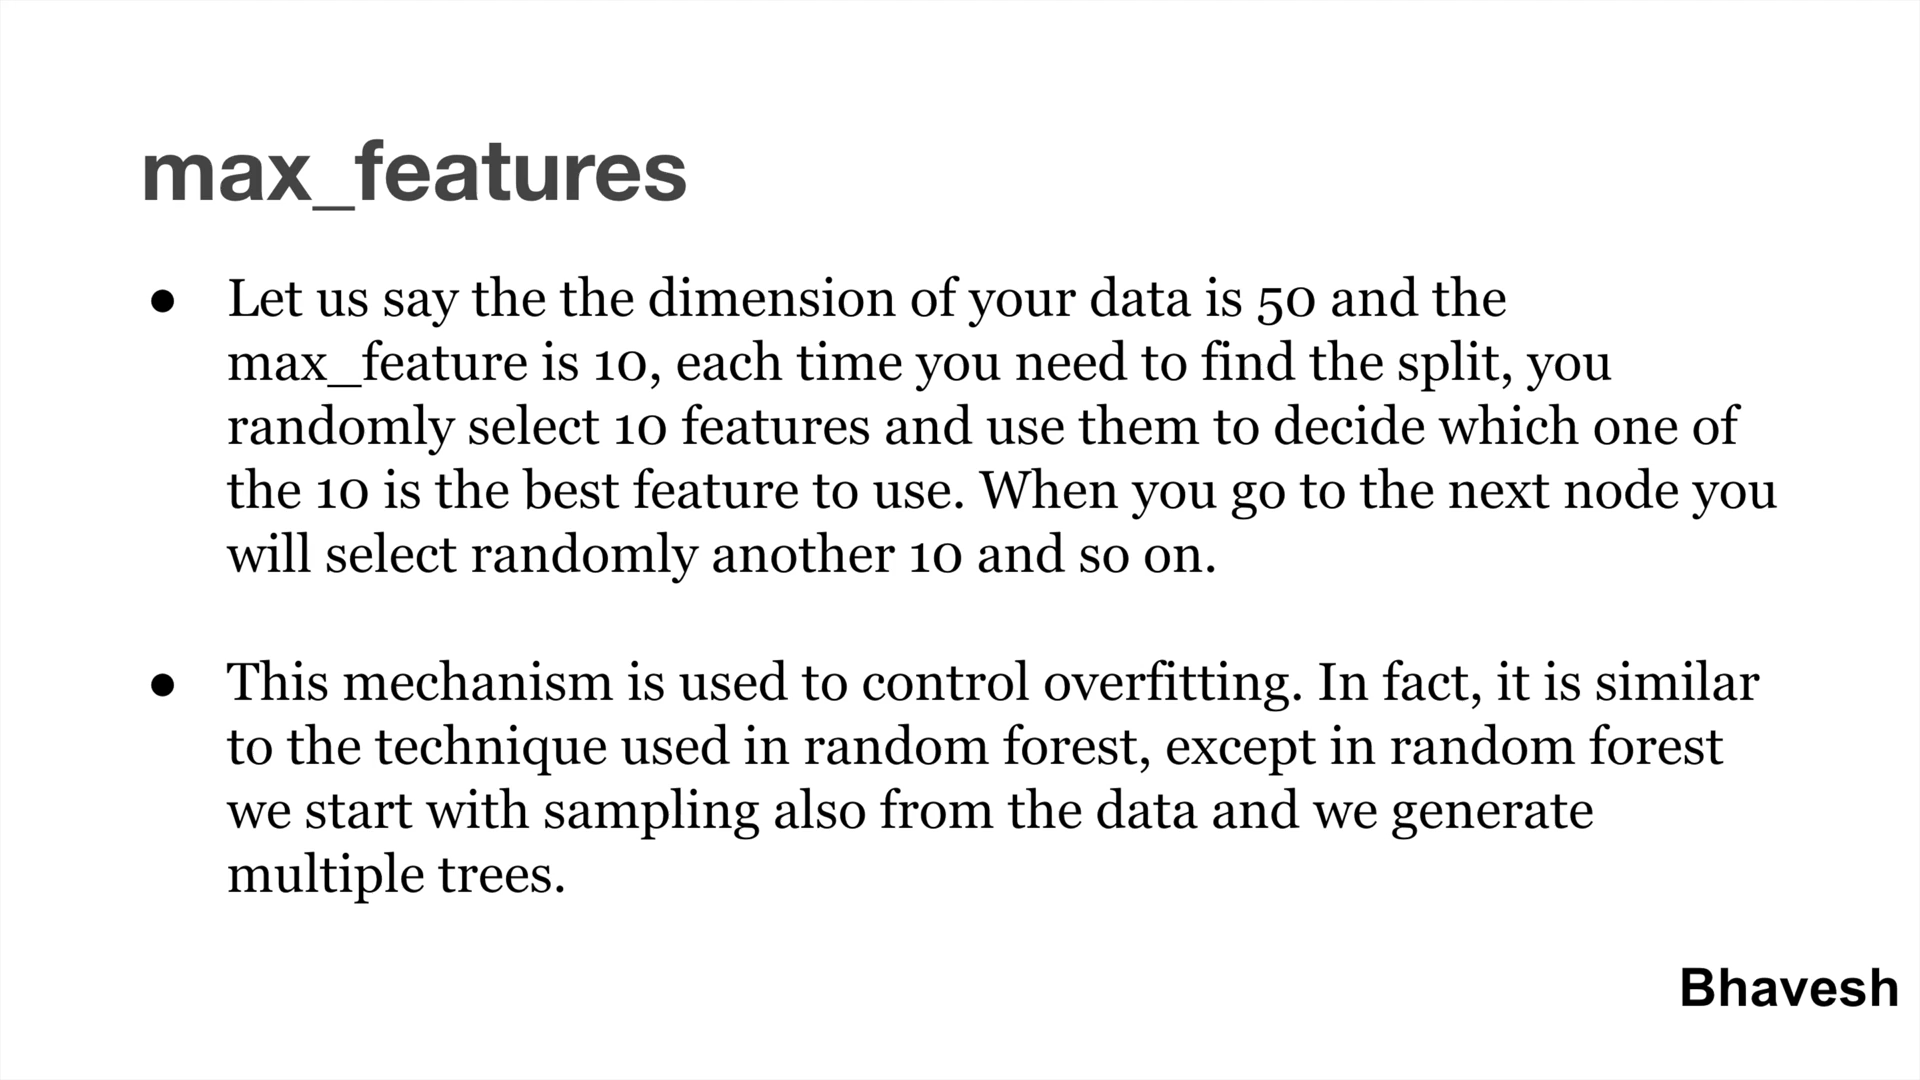 max_features
● Let us say the the dimension of your data is 50 and the
max_feature is 10, each time you need to find the split, you
randomly select 10 features and use them to decide which one of
the 10 is the best feature to use. When you go to the next node you
will select randomly another 10 and so on.
● This mechanism is used to control overfitting. In fact, it is similar
to the technique used in random forest, except in random forest
we start with sampling also from the data and we generate
multiple trees.
Bhavesh